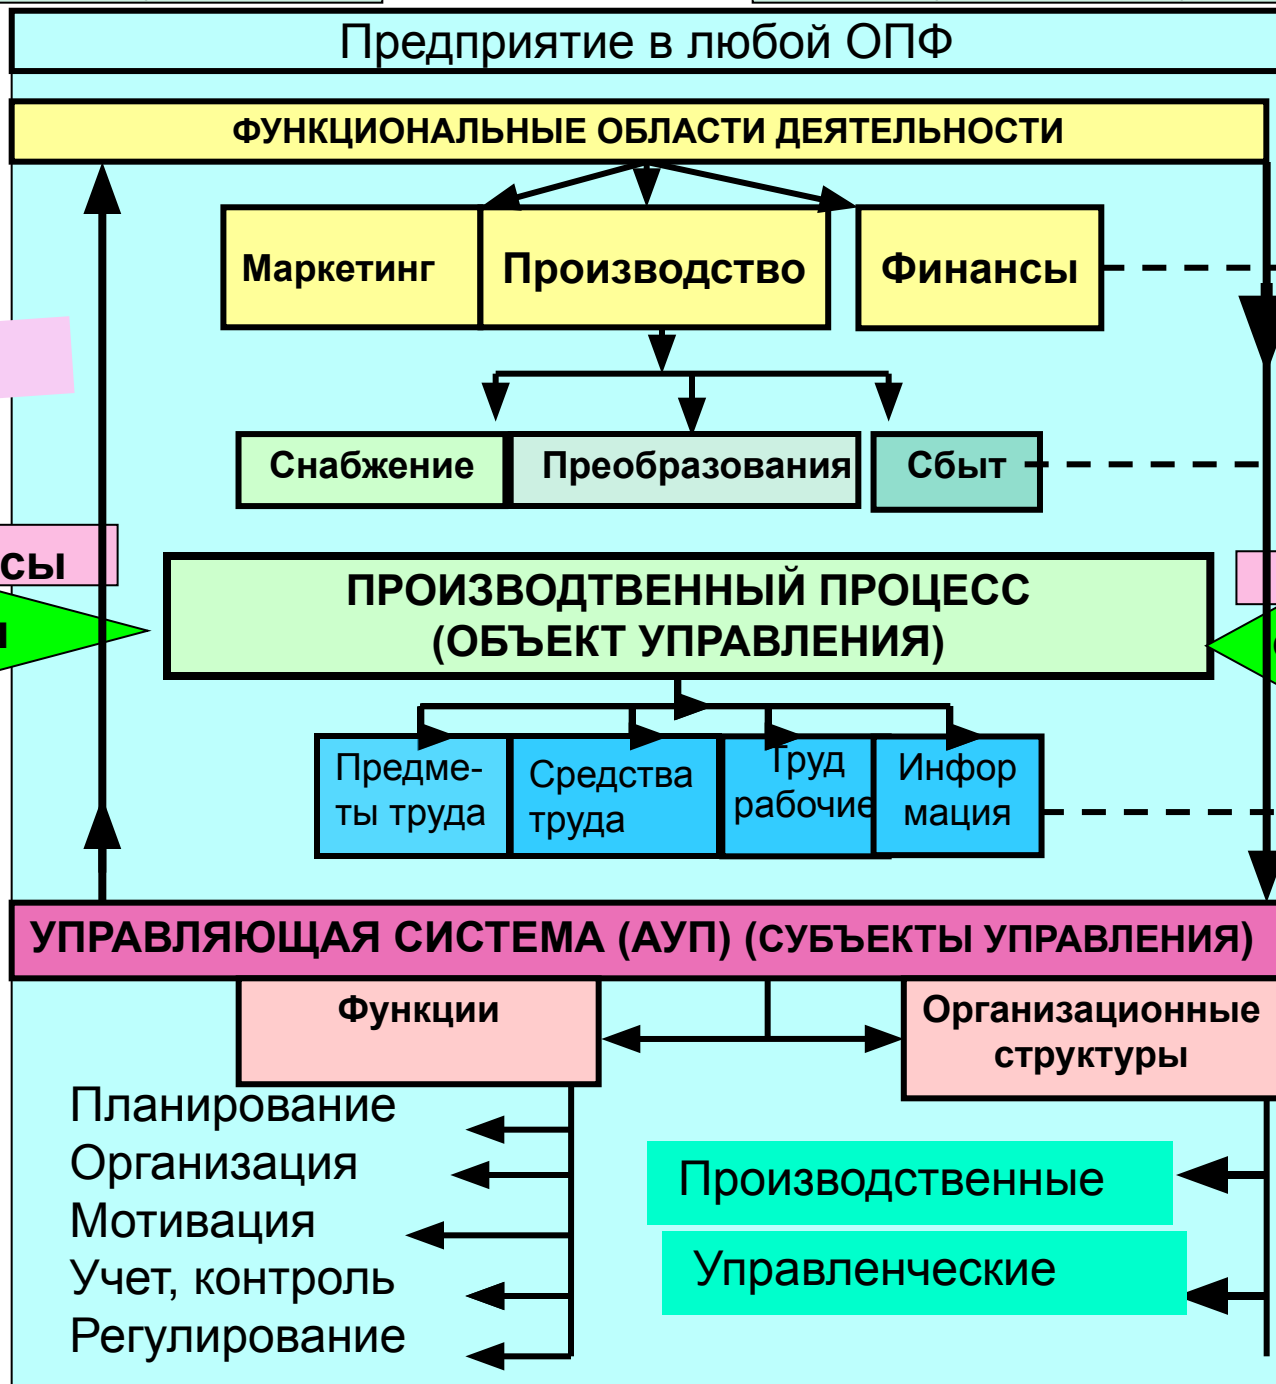 Предприятие в любой ОПФ
ФУНКЦИОНАЛЬНЫЕ ОБЛАСТИ ДЕЯТЕЛЬНОСТИ
Маркетинг
Производство
Финансы
Снабжение
Преобразования
Сбыт
сы
ПРОИЗВОДТВЕННЫЙ ПРОЦЕСС
(ОБЪЕКТ УПРАВЛЕНИЯ)
Предме-
ты труда
Средства
труда
Труд
рабочие
Инфор
мация
УПРАВЛЯЮЩАЯ СИСТЕМА (АУП) (СУБЪЕКТЫ УПРАВЛЕНИЯ)
Функции
Организационные
структуры
Планирование
Организация
Мотивация
Учет, контроль
Регулирование
Производственные
Управленческие